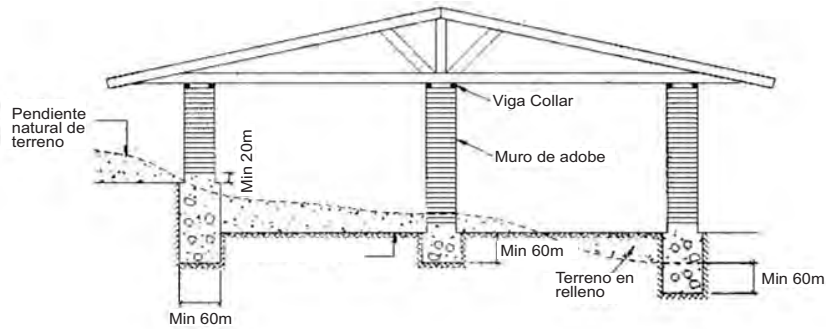 Viga Collar
Pendiente
natural de
terreno
Muro de adobe
Min 20m
Min 60m
Terreno en
relleno
Min 60m
Min 60m